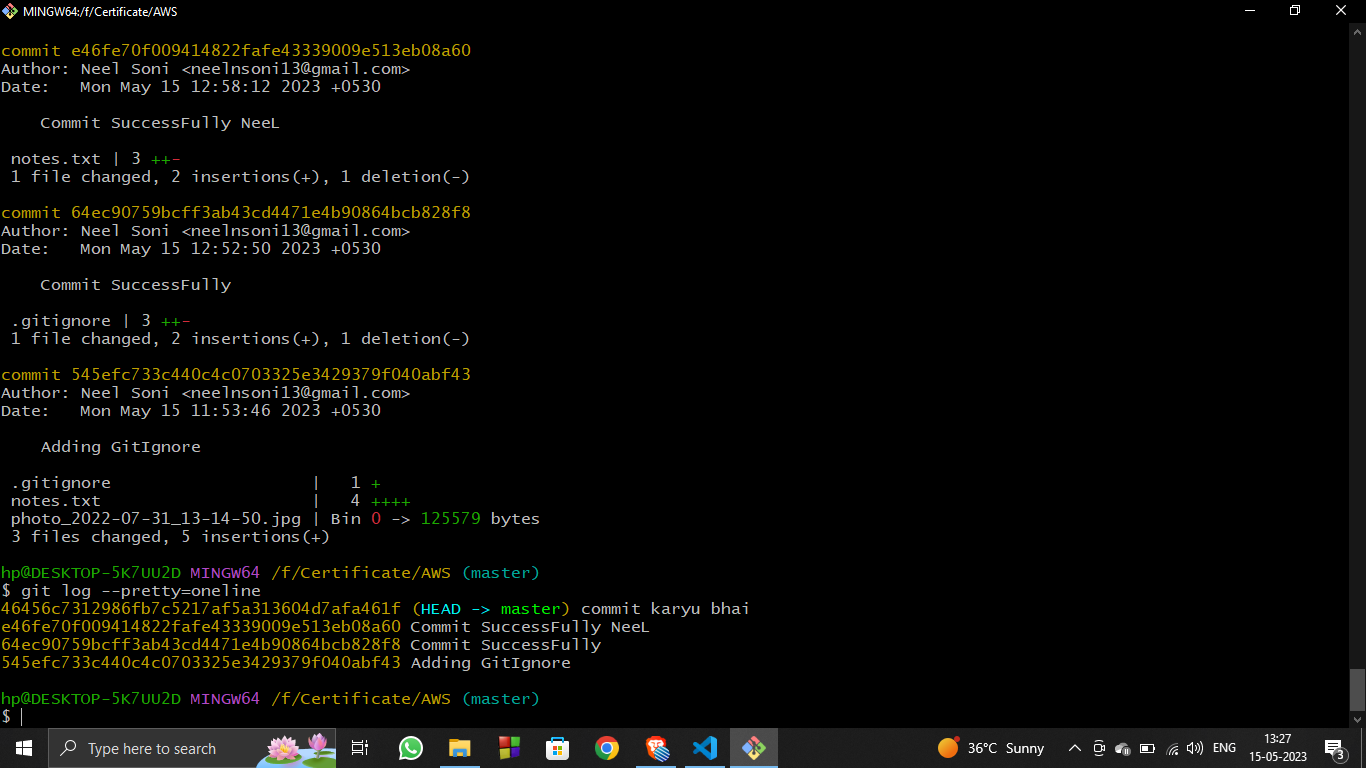 MINGW64:/f/Certificate/AWS
commit e46fe70f009414822fafe43339009e513eb08a60
Author: Neel Soni <neelnsoni13@gmail.com>
Date:   Mon May 15 12:58:12 2023 +0530
    Commit SuccessFully NeeL
 notes.txt | 3 ++-
 1 file changed, 2 insertions(+), 1 deletion(-)
commit 64ec90759bcff3ab43cd4471e4b90864bcb828f8
Author: Neel Soni <neelnsoni13@gmail.com>
Date:   Mon May 15 12:52:50 2023 +0530
    Commit SuccessFully
 .gitignore | 3 ++-
 1 file changed, 2 insertions(+), 1 deletion(-)
commit 545efc733c440c4c0703325e3429379f040abf43
Author: Neel Soni <neelnsoni13@gmail.com>
Date:   Mon May 15 11:53:46 2023 +0530
    Adding GitIgnore
 .gitignore                    |   1 +
 notes.txt                     |   4 ++++
 photo_2022-07-31_13-14-50.jpg | Bin 0 -> 125579 bytes
 3 files changed, 5 insertions(+)
hp@DESKTOP-5K7UU2D MINGW64 /f/Certificate/AWS (master)
$ git log --pretty=oneline
46456c7312986fb7c5217af5a313604d7afa461f (HEAD -> master) commit karyu bhai
e46fe70f009414822fafe43339009e513eb08a60 Commit SuccessFully NeeL
64ec90759bcff3ab43cd4471e4b90864bcb828f8 Commit SuccessFully
545efc733c440c4c0703325e3429379f040abf43 Adding GitIgnore
hp@DESKTOP-5K7UU2D MINGW64 /f/Certificate/AWS (master)
$
Type here to search
36°C Sunny
ENG
13:27
15-05-2023
3